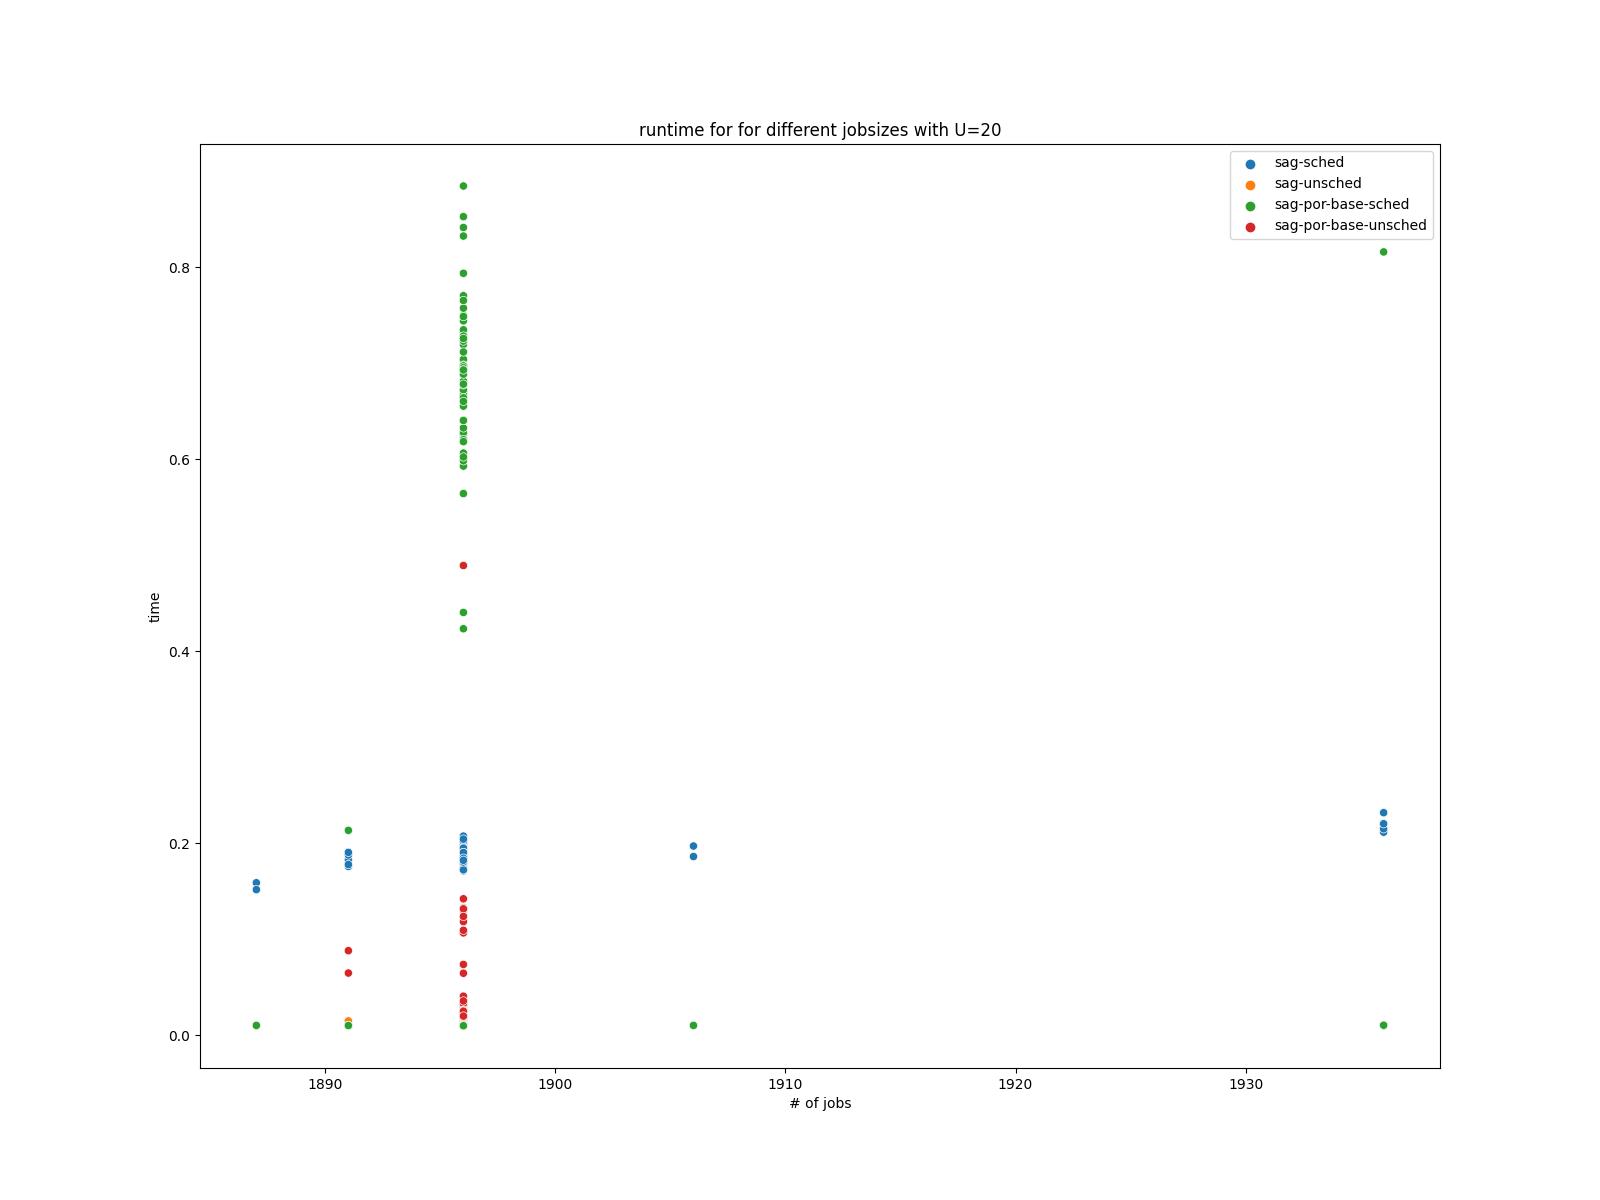 runtime for for different jobsizes with U=20
sag-sched
sag-unsched
sag-por-base-sched
sag-por-base-unsched
0.8
0.6
0.4
0.2
0.0
time
1890
1900
1910
1920
1930
# of jobs